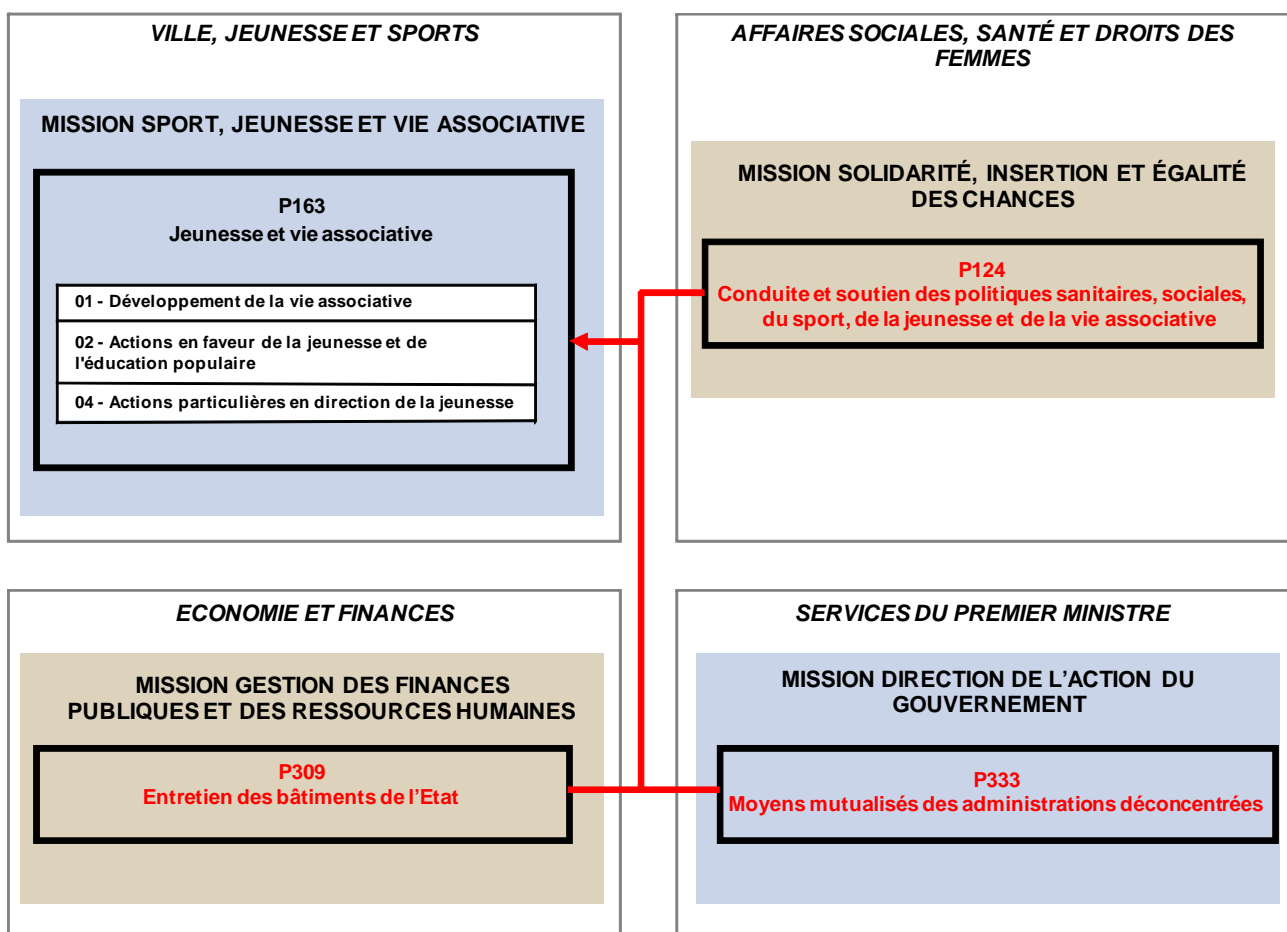 VILLE, JEUNESSE ET SPORTS
MISSION SPORT, JEUNESSE ET VIE ASSOCIATIVE
P163
Jeunesse et vie associative
01 - Développement de la vie associative
02 - Actions en faveur de la jeunesse et de
l'éducation populaire
04 - Actions particulières en direction de la jeunesse
AFFAIRES SOCIALES, SANTÉ ET DROITS DES
FEMMES
MISSION SOLIDARITÉ, INSERTION ET ÉGALITÉ
DES CHANCES
P124
Conduite et soutien des politiques sanitaires, sociales,
du sport, de la jeunesse et de la vie associative
ECONOMIE ET FINANCES
MISSION GESTION DES FINANCES
PUBLIQUES ET DES RESSOURCES HUMAINES
P309
Entretien des bâtiments de l’Etat
SERVICES DU PREMIER MINISTRE
MISSION DIRECTION DE L’ACTION DU
GOUVERNEMENT
P333
Moyens mutualisés des administrations déconcentrées